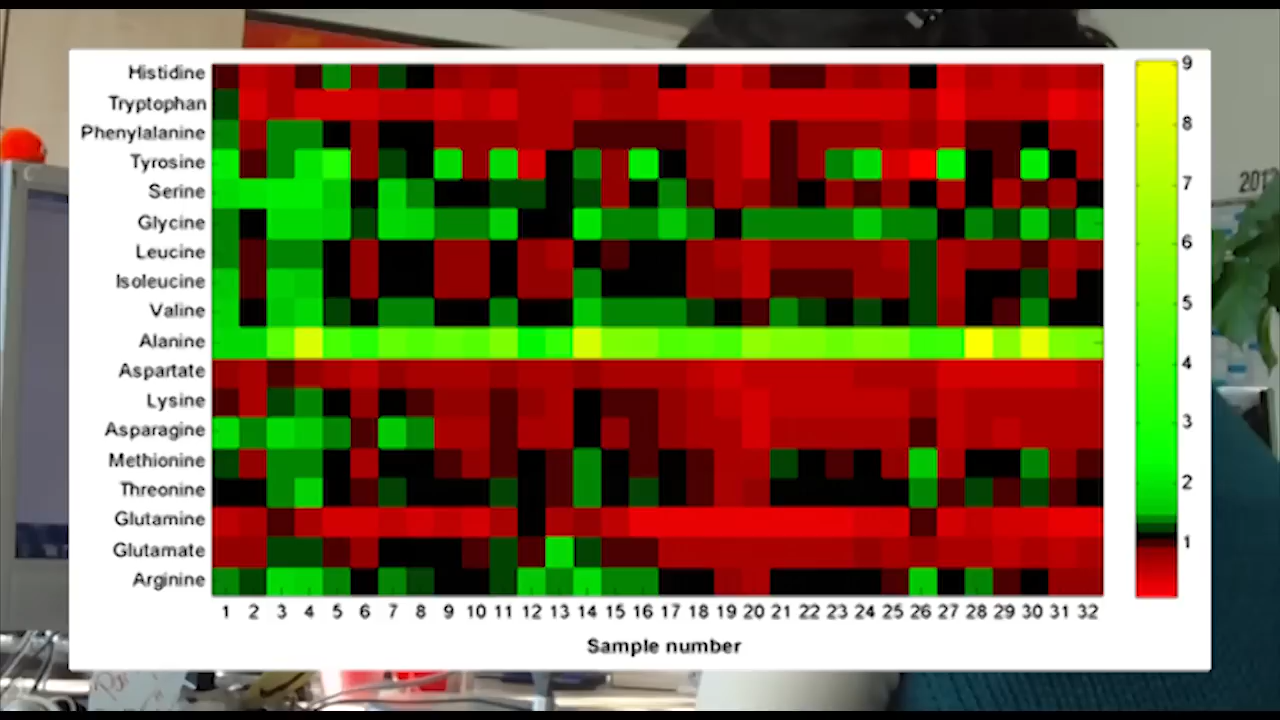 Histidine
Tryptophan
Phenylalanine
Tyrosine
Serine
Glycine
Leucine
Isoleucine
Valine
Alanine
Aspartate
Lysine
Asparagine
Methionine
Threonine
Glutamine
Glutamate
Arginine
1 2 3 4 5 6 7 8 9 10 11 12 13 14 15 16 17 18 19 20 21 22 23 24 25 26 27 28 29 30 31 32
Sample number
9
8
7
6
5
4
3
2
1